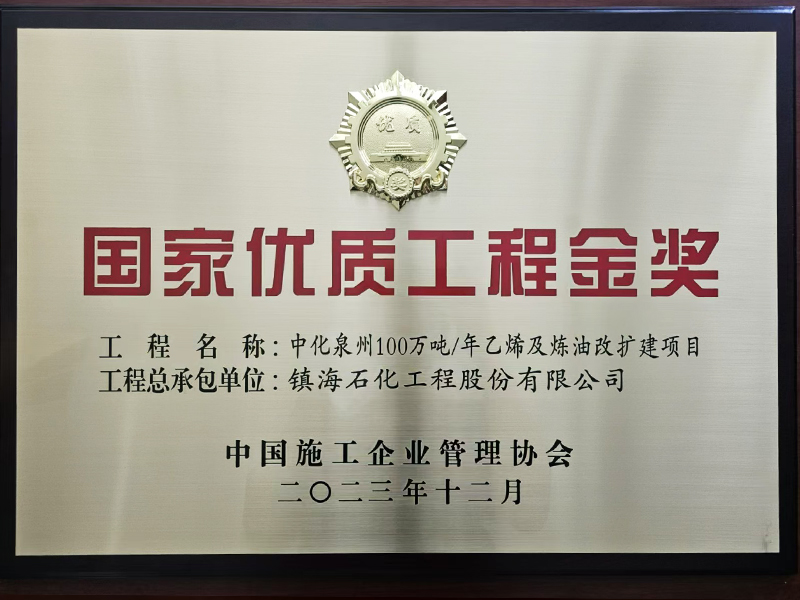 优质
奖
国家优质工程金奖
工程名称：中化泉州100万吨/年乙烯及炼油改扩建项目
工程总承包单位：镇海石化工程股份有限公司
中国施工企业管理协会
二〇二三年十二月